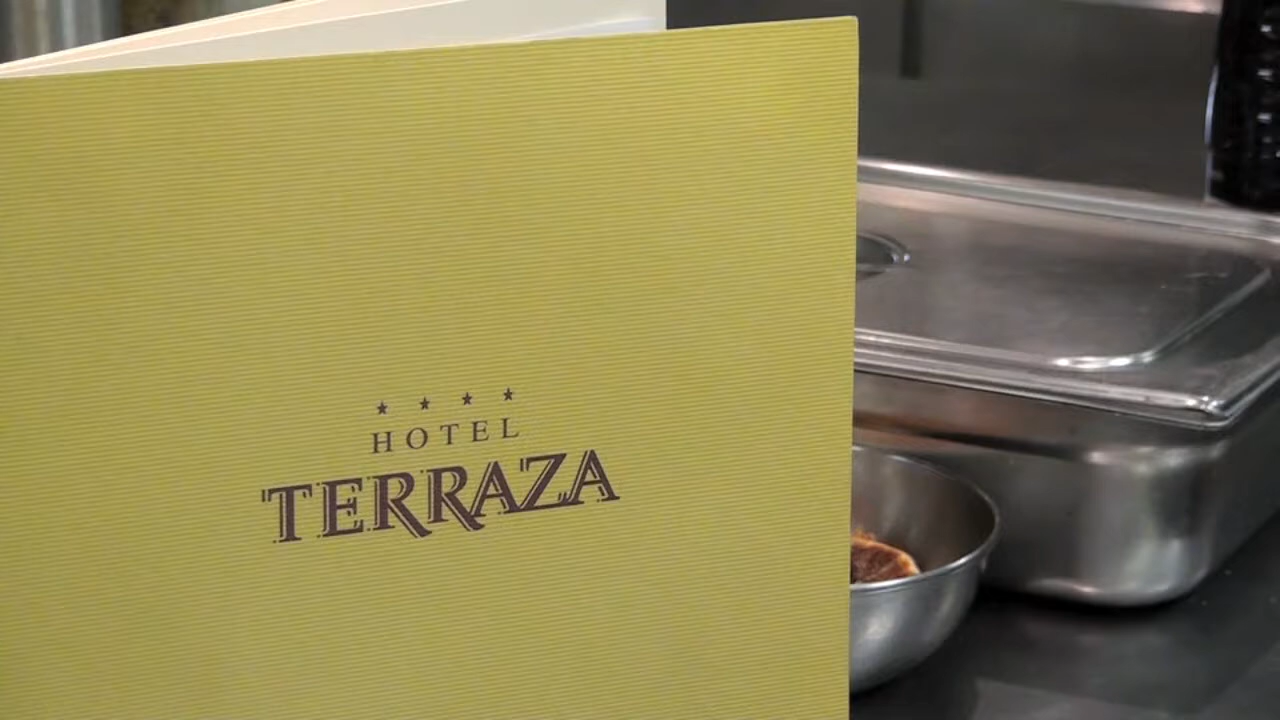 ★ ★ ★ ★
HOTEL
TERRAZA